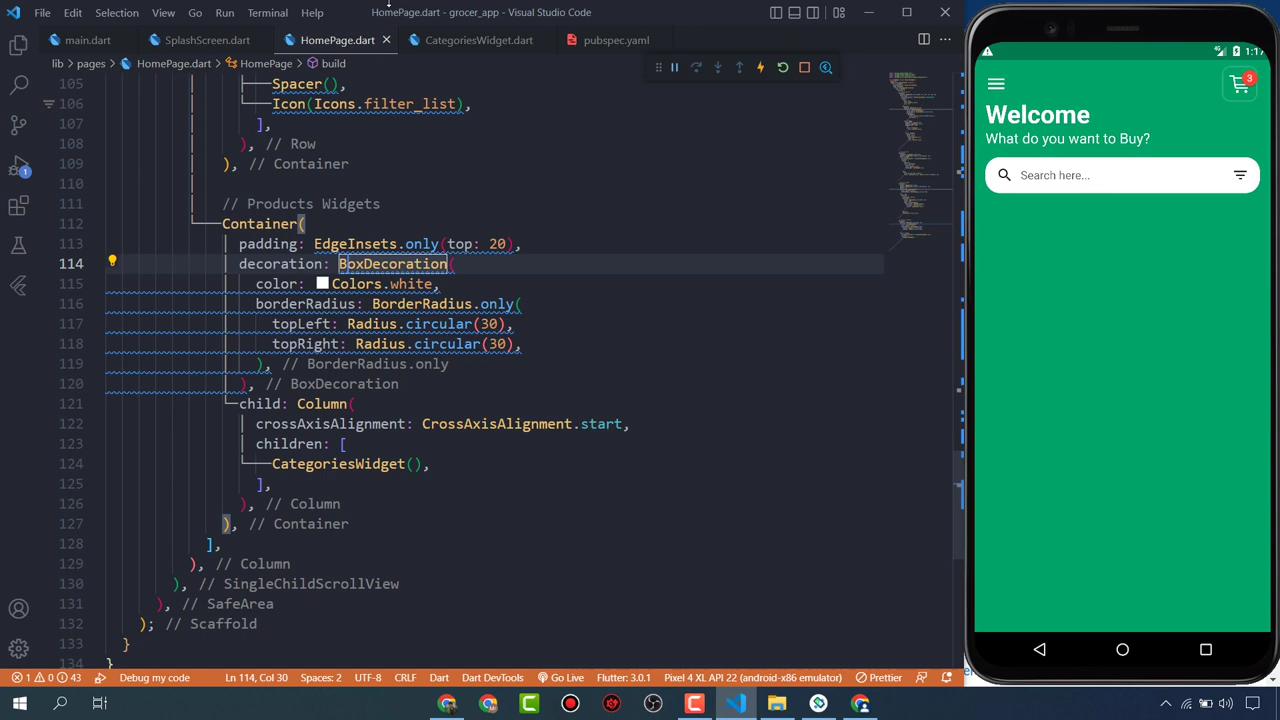 File Edit Selection View Go Run Terminal Help HomePage.dart - grocer_app - Visual Studio Code
main.dart SplashScreen.dart HomePage.dart CategoriesWidget.dart pubspec.yaml
lib > pages > HomePage.dart > HomePage > build
105 Spacer(),
106 Icon(Icons.filter_list),
107 ],
108 ), // Row
109 ), // Container
110
111 // Products Widgets
112 Container(
113 padding: EdgeInsets.only(top: 20),
114 decoration: BoxDecoration(
115 color: Colors.white,
116 borderRadius: BorderRadius.only(
117 topLeft: Radius.circular(30),
118 topRight: Radius.circular(30),
119 ), // BorderRadius.only
120 ), // BoxDecoration
121 child: Column(
122 crossAxisAlignment: CrossAxisAlignment.start,
123 children: [
124 CategoriesWidget(),
125 ],
126 ), // Column
127 ), // Container
128 ],
129 ), // Column
130 ), // SingleChildScrollView
131 ), // SafeArea
132 ); // Scaffold
133 }
134 }
1 0 43 Debug my code Ln 114, Col 30 Spaces: 2 UTF-8 CRLF Dart Dart DevTools Go Live Flutter: 3.0.1 Pixel 4 XL API 22 (android-x86 emulator) Prettier
1
1:17
3
Welcome
What do you want to Buy?
Search here...